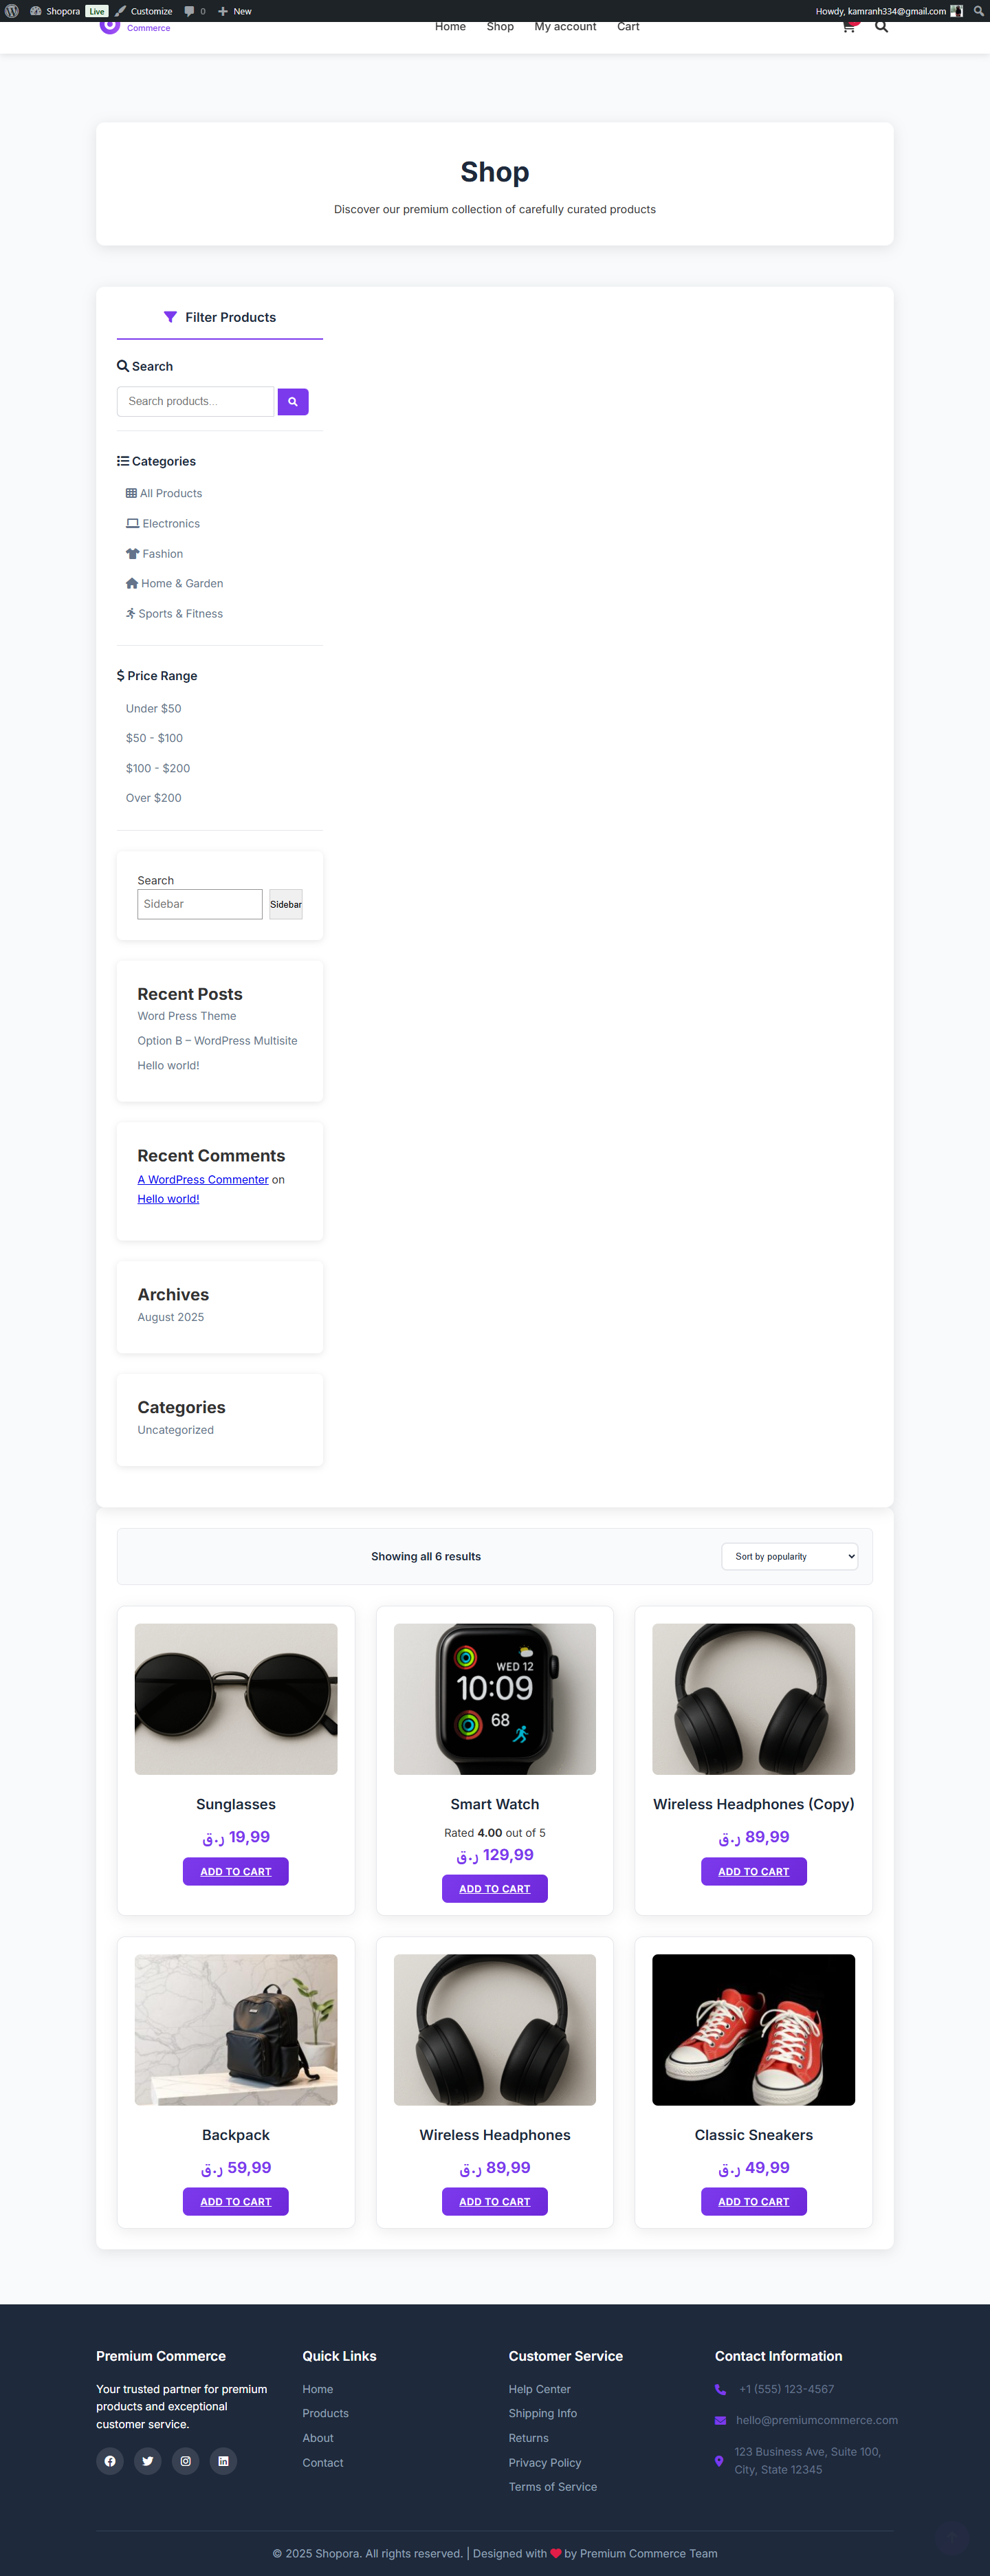 Shopora Live Customize 0 New Howdy, kamranh334@gmail.com
Commerce
Home Shop My account Cart
Shop
Discover our premium collection of carefully curated products
Filter Products
Search
Search products...
Categories
All Products
Electronics
Fashion
Home & Garden
Sports & Fitness
$ Price Range
Under $50
$50 - $100
$100 - $200
Over $200
Search
Sidebar Sidebar
Recent Posts
Word Press Theme
Option B – WordPress Multisite
Hello world!
Recent Comments
A WordPress Commenter on
Hello world!
Archives
August 2025
Categories
Uncategorized
Showing all 6 results Sort by popularity
WED 12
10:09
68
Sunglasses
ر.ق 19,99
ADD TO CART
Smart Watch
Rated 4.00 out of 5
ر.ق 129,99
ADD TO CART
Wireless Headphones (Copy)
ر.ق 89,99
ADD TO CART
Backpack
ر.ق 59,99
ADD TO CART
Wireless Headphones
ر.ق 89,99
ADD TO CART
Classic Sneakers
ر.ق 49,99
ADD TO CART
Premium Commerce
Your trusted partner for premium
products and exceptional
customer service.
Quick Links
Home
Products
About
Contact
Customer Service
Help Center
Shipping Info
Returns
Privacy Policy
Terms of Service
Contact Information
+1 (555) 123-4567
hello@premiumcommerce.com
123 Business Ave, Suite 100,
City, State 12345
© 2025 Shopora. All rights reserved. | Designed with ❤ by Premium Commerce Team